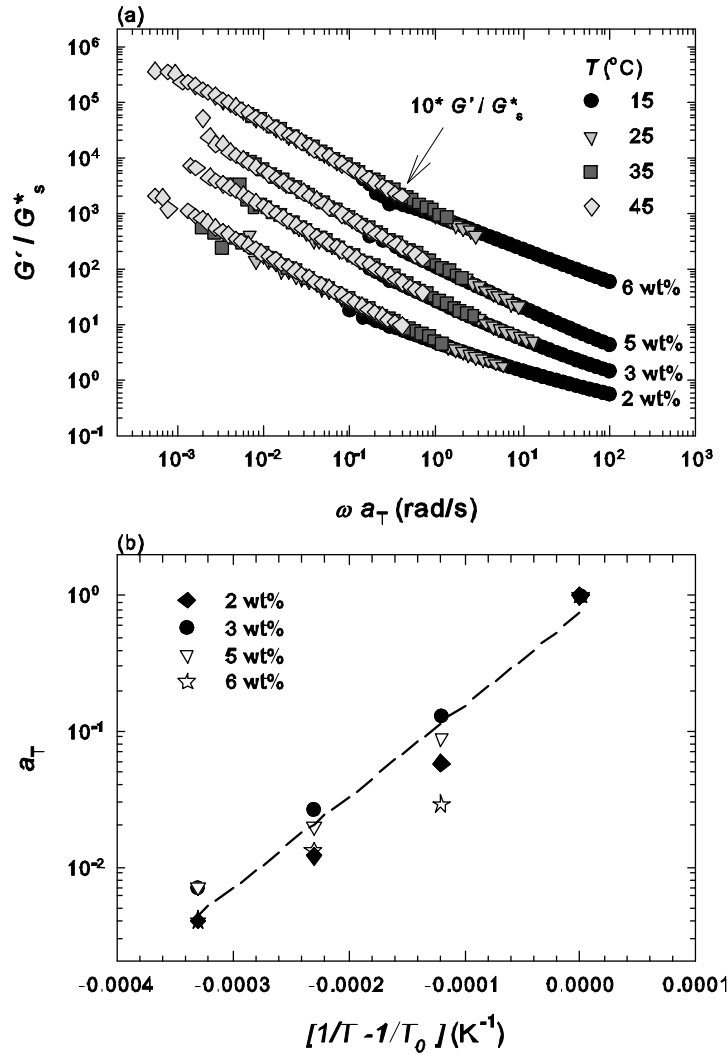 (a)
10⁶
10⁵
10⁴
10³
10²
10¹
10⁰
10⁻¹
G′ / G*s
T (°C)
15
25
35
45
10* G′ / G*s
6 wt%
5 wt%
3 wt%
2 wt%
10⁻³ 10⁻² 10⁻¹ 10⁰ 10¹ 10² 10³
ω aT (rad/s)
(b)
10⁰
10⁻¹
10⁻²
aT
2 wt%
3 wt%
5 wt%
6 wt%
-0.0004 -0.0003 -0.0002 -0.0001 0.0000 0.0001
[1/T -1/T0 ] (K⁻¹)